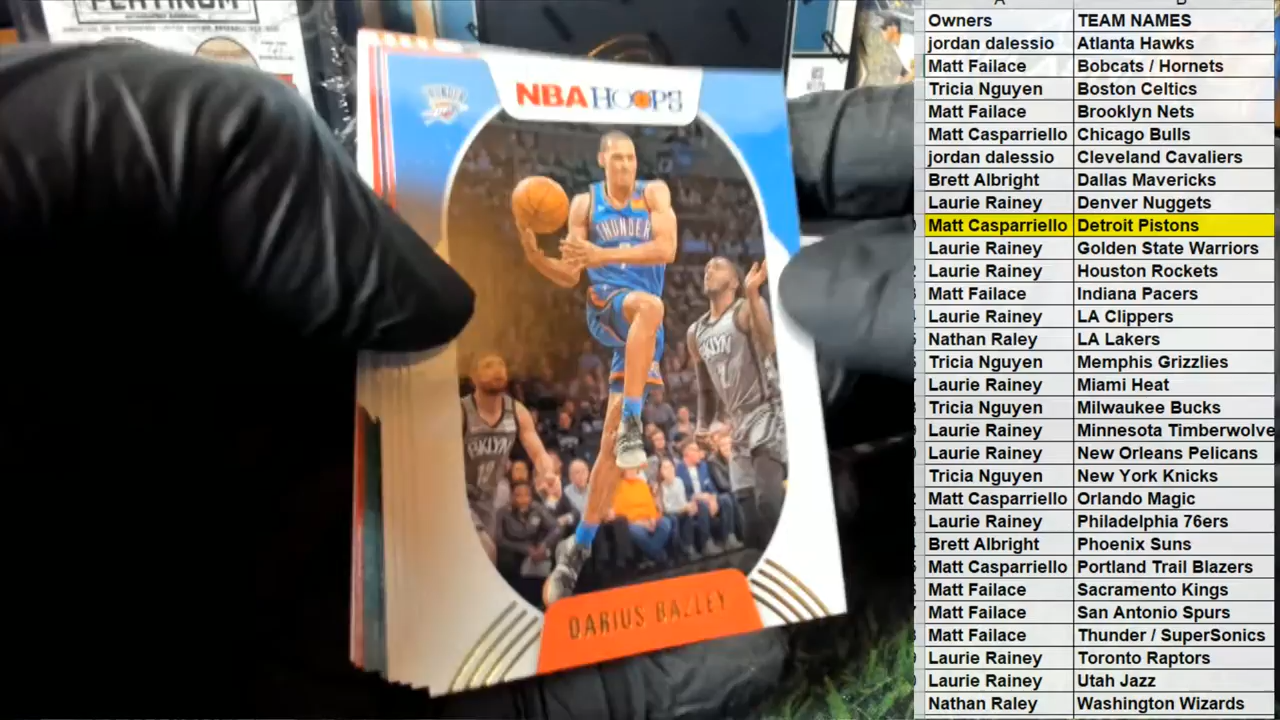 PLATINUM
NBA HOOPS
THUNDER
THUNDER
BROOKLYN
DARIUS BAZLEY
Owners TEAM NAMES
jordan dalessio Atlanta Hawks
Matt Failace Bobcats / Hornets
Tricia Nguyen Boston Celtics
Matt Failace Brooklyn Nets
Matt Casparriello Chicago Bulls
jordan dalessio Cleveland Cavaliers
Brett Albright Dallas Mavericks
Laurie Rainey Denver Nuggets
Matt Casparriello Detroit Pistons
Laurie Rainey Golden State Warriors
Laurie Rainey Houston Rockets
Matt Failace Indiana Pacers
Laurie Rainey LA Clippers
Nathan Raley LA Lakers
Tricia Nguyen Memphis Grizzlies
Laurie Rainey Miami Heat
Tricia Nguyen Milwaukee Bucks
Laurie Rainey Minnesota Timberwolve
Laurie Rainey New Orleans Pelicans
Tricia Nguyen New York Knicks
Matt Casparriello Orlando Magic
Laurie Rainey Philadelphia 76ers
Brett Albright Phoenix Suns
Matt Casparriello Portland Trail Blazers
Matt Failace Sacramento Kings
Matt Failace San Antonio Spurs
Matt Failace Thunder / SuperSonics
Laurie Rainey Toronto Raptors
Laurie Rainey Utah Jazz
Nathan Raley Washington Wizards